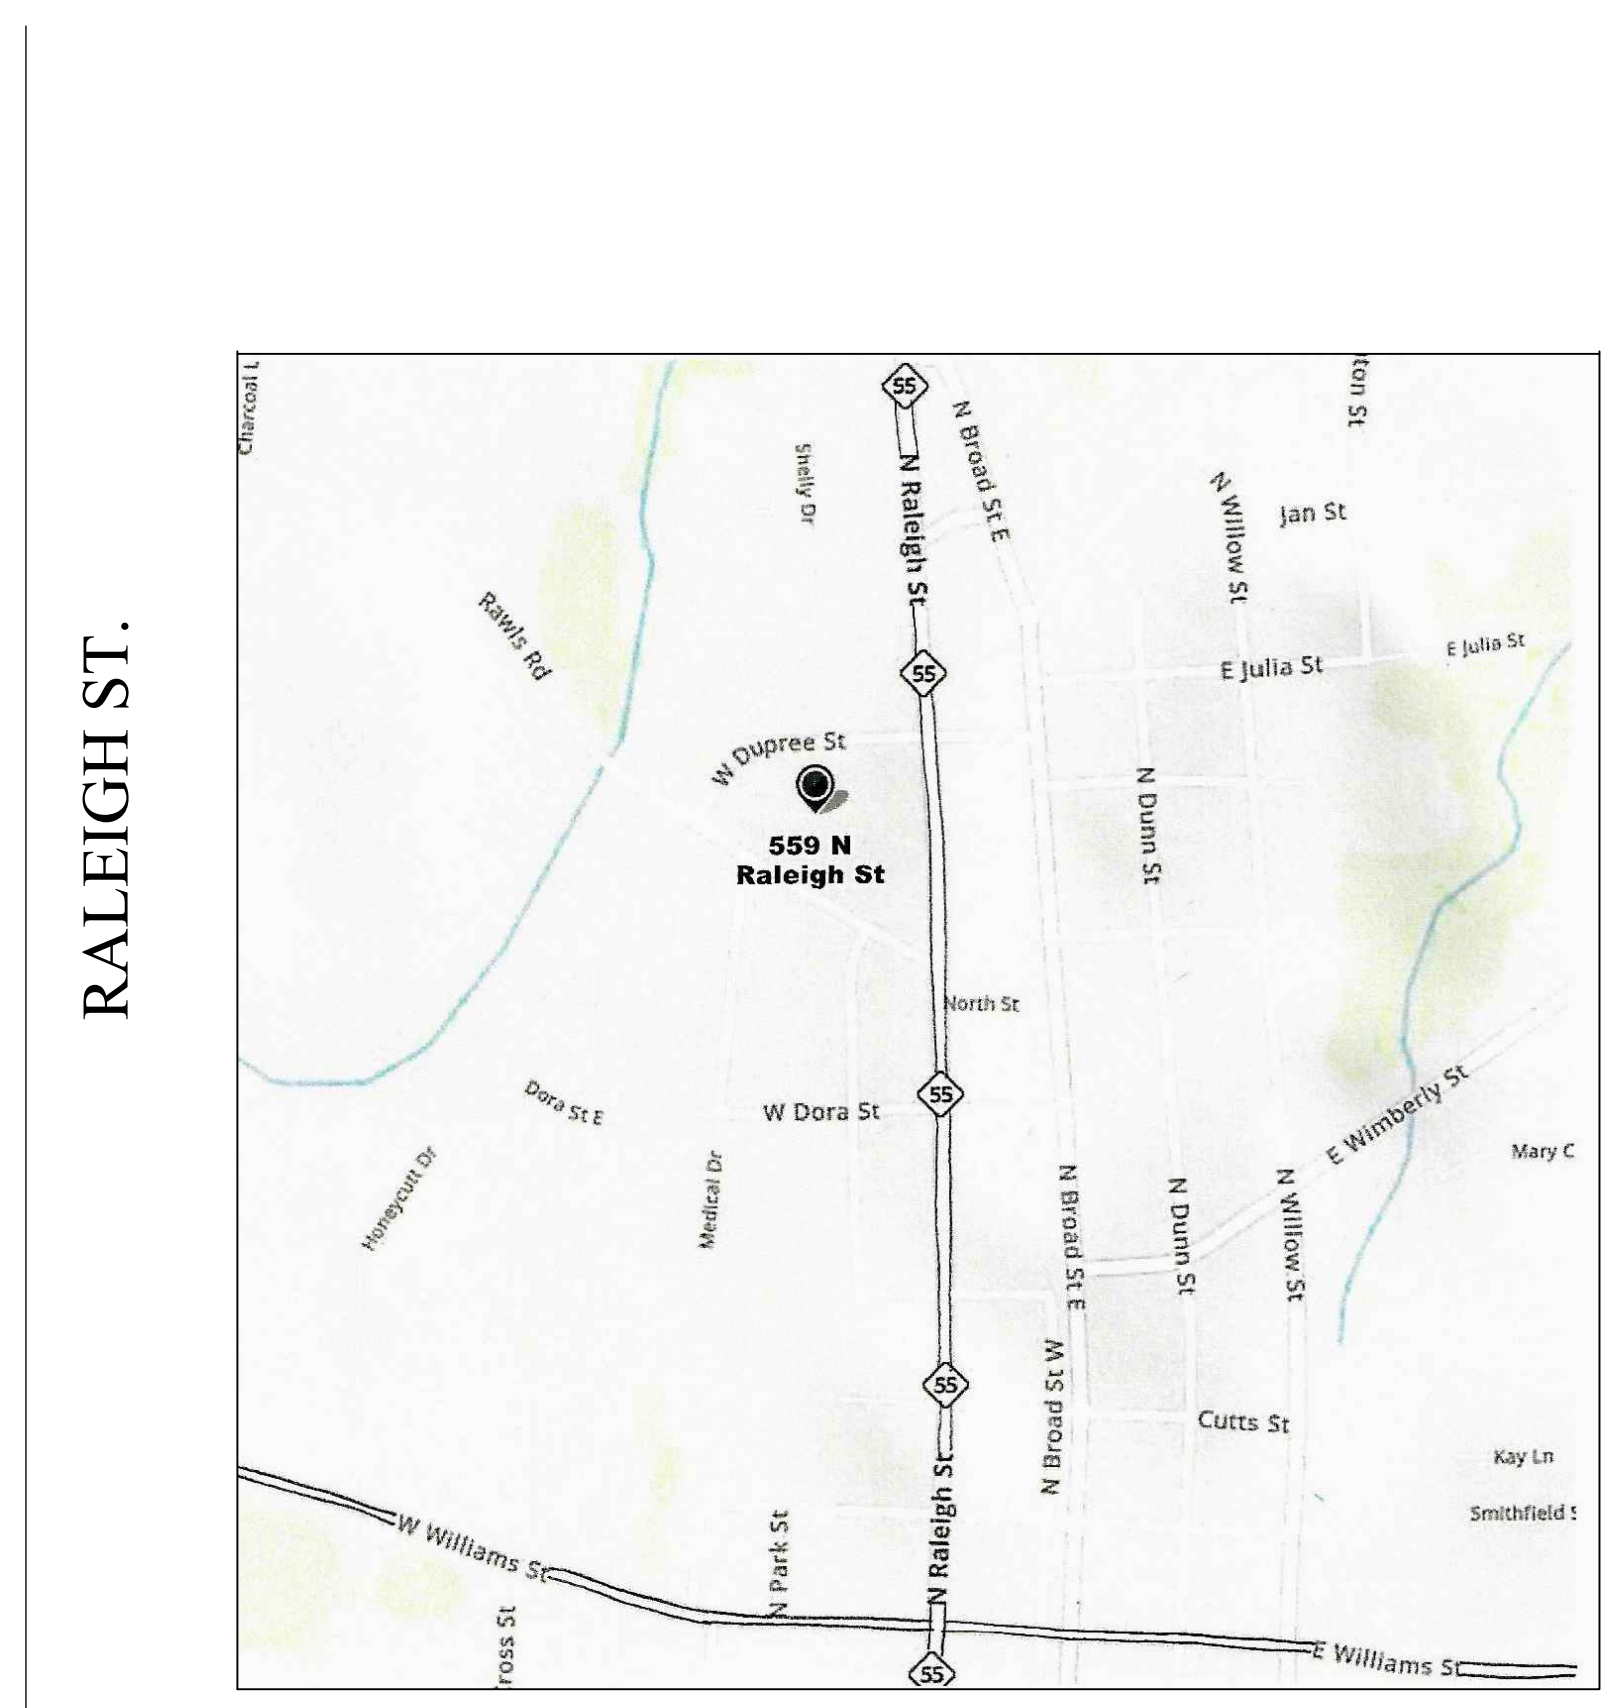 RALEIGH ST.
Charcoal L
55
N Broad St E
ton St
Shelly Dr
N Raleigh St
N Willow St
Jan St
Rawls Rd
E Julia St
E Julia St
55
W Dupree St
N Dunn St
559 N
Raleigh St
North St
Dora St E
W Dora St
55
E Wimberly St
Mary C
Honeycutt Dr
Medical Dr
N Broad St E
N Dunn St
N Willow St
55
N Broad St W
Cutts St
Kay Ln
N Raleigh St
Smithfield S
W Williams St
N Park St
ross St
E Williams St
55